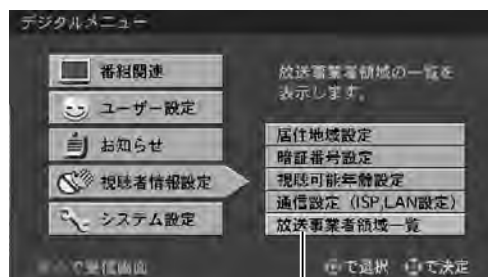 デジタルメニュー
番組関連
ユーザー設定
お知らせ
視聴者情報設定
システム設定
放送事業者領域の一覧を
表示します。
居住地域設定
暗証番号設定
視聴可能年齢設定
通信設定（ISP,LAN設定）
放送事業者領域一覧
で受信画面
で選択 で決定